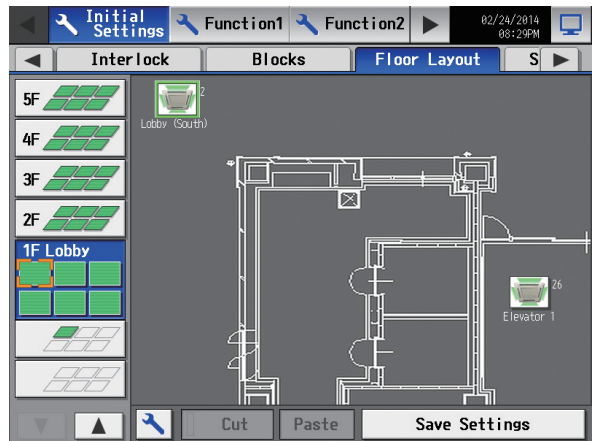 Initial
Settings
Function1
Function2
02/24/2014
08:29PM
Interlock
Blocks
Floor Layout
S
5F
4F
3F
2F
1F Lobby
2
Lobby (South)
26
Elevator 1
Cut
Paste
Save Settings